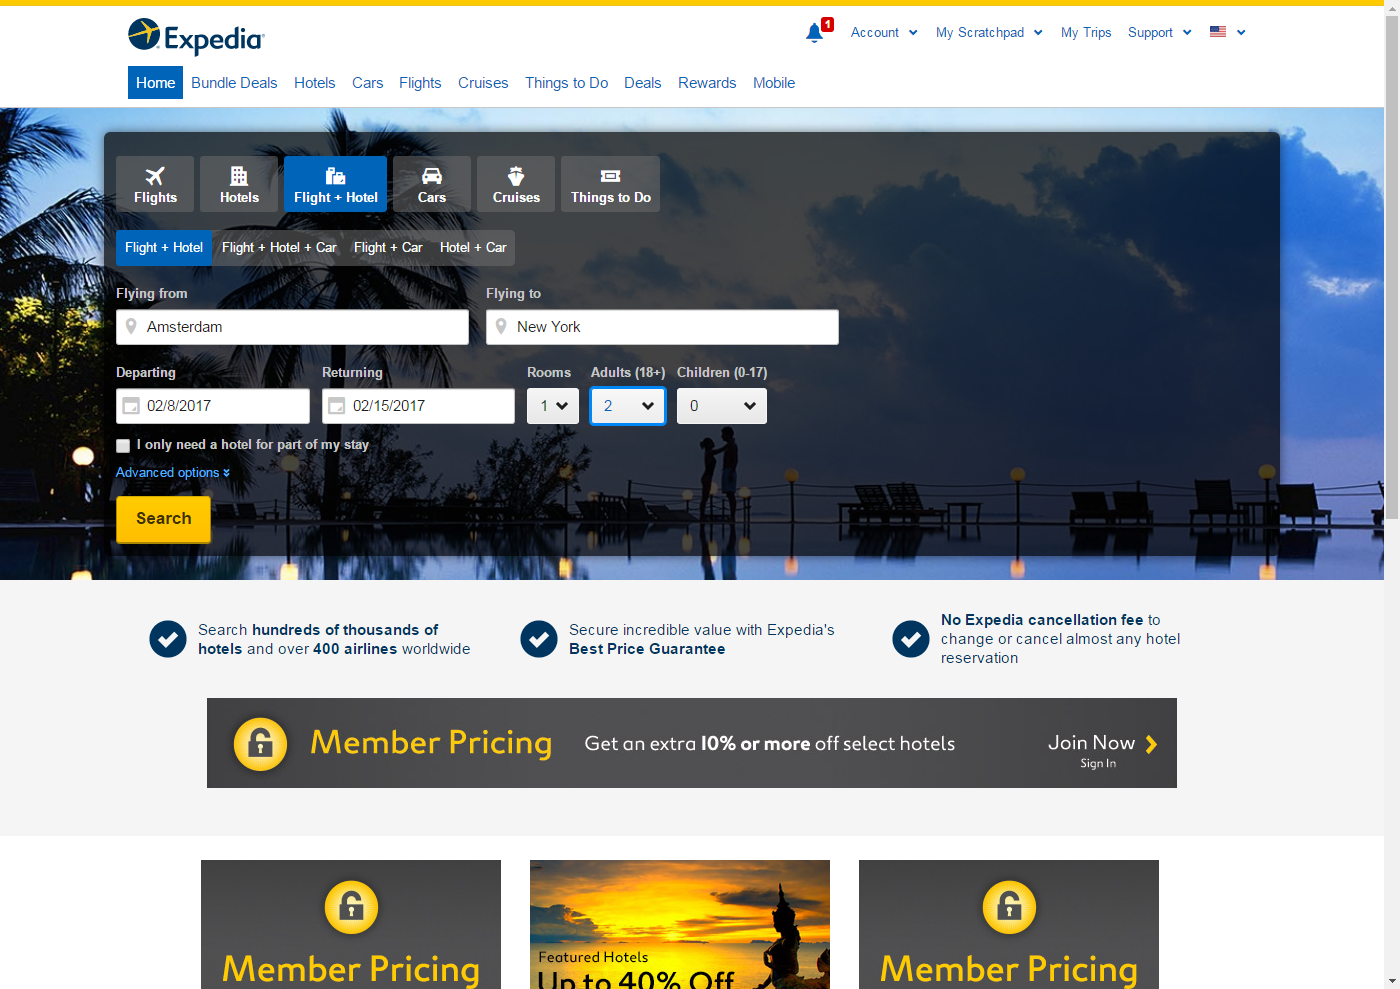 Expedia
1
Account
My Scratchpad
My Trips
Support
Home
Bundle Deals
Hotels
Cars
Flights
Cruises
Things to Do
Deals
Rewards
Mobile
Flights
Hotels
Flight + Hotel
Cars
Cruises
Things to Do
Flight + Hotel
Flight + Hotel + Car
Flight + Car
Hotel + Car
Flying from
Flying to
Amsterdam
New York
Departing
Returning
Rooms
Adults (18+)
Children (0-17)
02/8/2017
02/15/2017
1
2
0
I only need a hotel for part of my stay
Advanced options
Search
Search hundreds of thousands of
hotels and over 400 airlines worldwide
Secure incredible value with Expedia's
Best Price Guarantee
No Expedia cancellation fee to
change or cancel almost any hotel
reservation
Member Pricing
Get an extra 10% or more off select hotels
Join Now
Sign In
Member Pricing
Featured Hotels
Up to 40% Off
Member Pricing